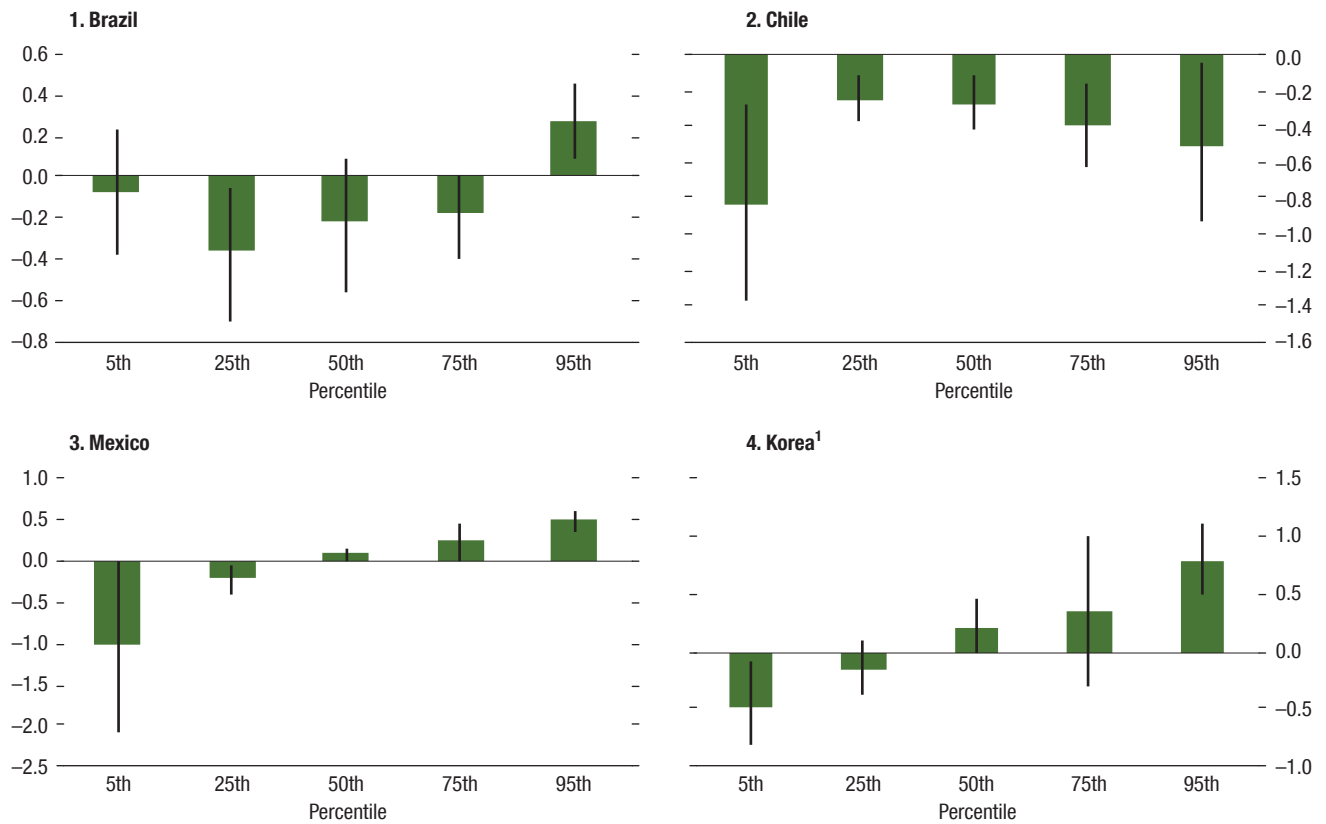 1. Brazil
0.6
0.4
0.2
0.0
–0.2
–0.4
–0.6
–0.8
5th 25th 50th 75th 95th
Percentile
2. Chile
0.0
–0.2
–0.4
–0.6
–0.8
–1.0
–1.2
–1.4
–1.6
5th 25th 50th 75th 95th
Percentile
3. Mexico
1.0
0.5
0.0
–0.5
–1.0
–1.5
–2.0
–2.5
5th 25th 50th 75th 95th
Percentile
4. Korea¹
1.5
1.0
0.5
0.0
–0.5
–1.0
5th 25th 50th 75th 95th
Percentile